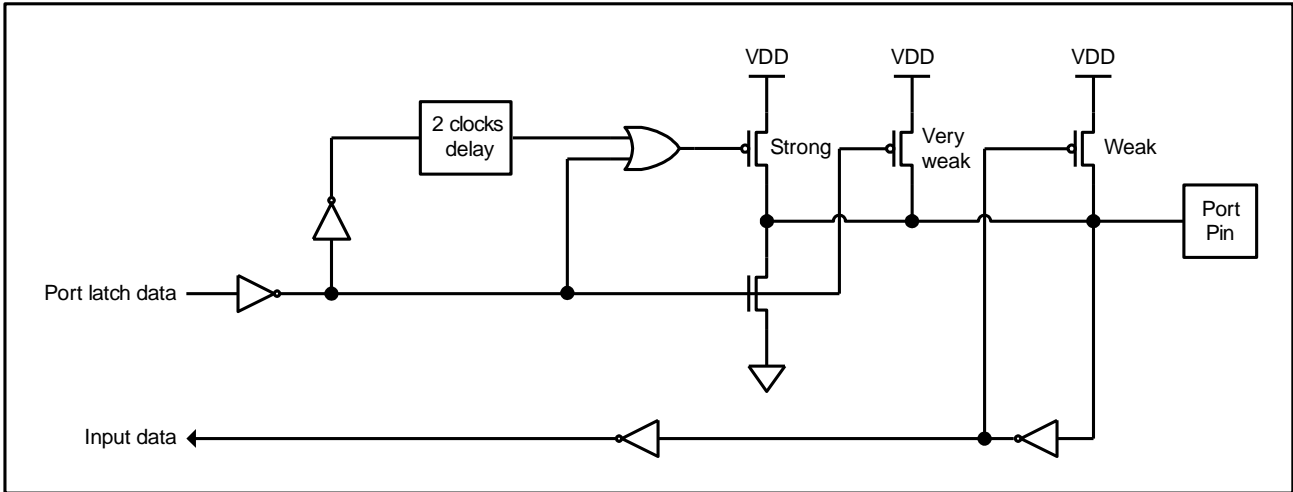 VDD
VDD
VDD
2 clocks
delay
Strong
Very
weak
Weak
Port
Pin
Port latch data
Input data